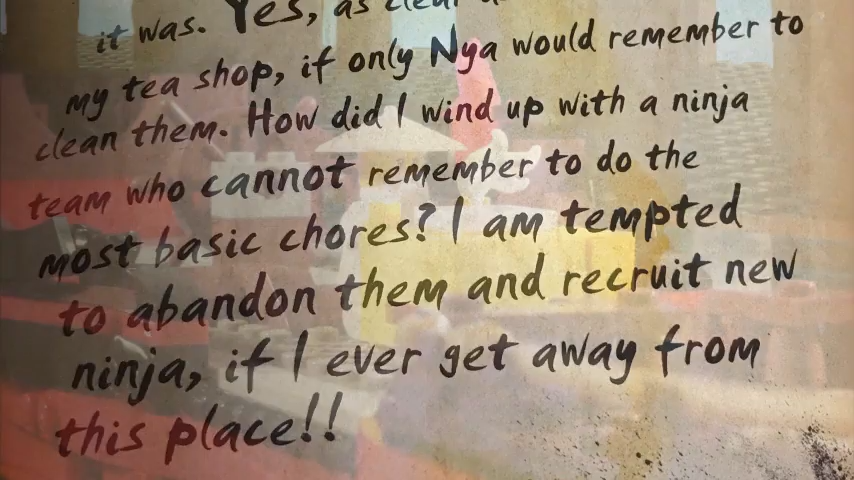 it was. Yes, as clear
my tea shop, if only Nya would remember to
clean them. How did I wind up with a ninja
team who cannot remember to do the
most basic chores? I am tempted
to abandon them and recruit new
ninja, if I ever get away from
this place!!